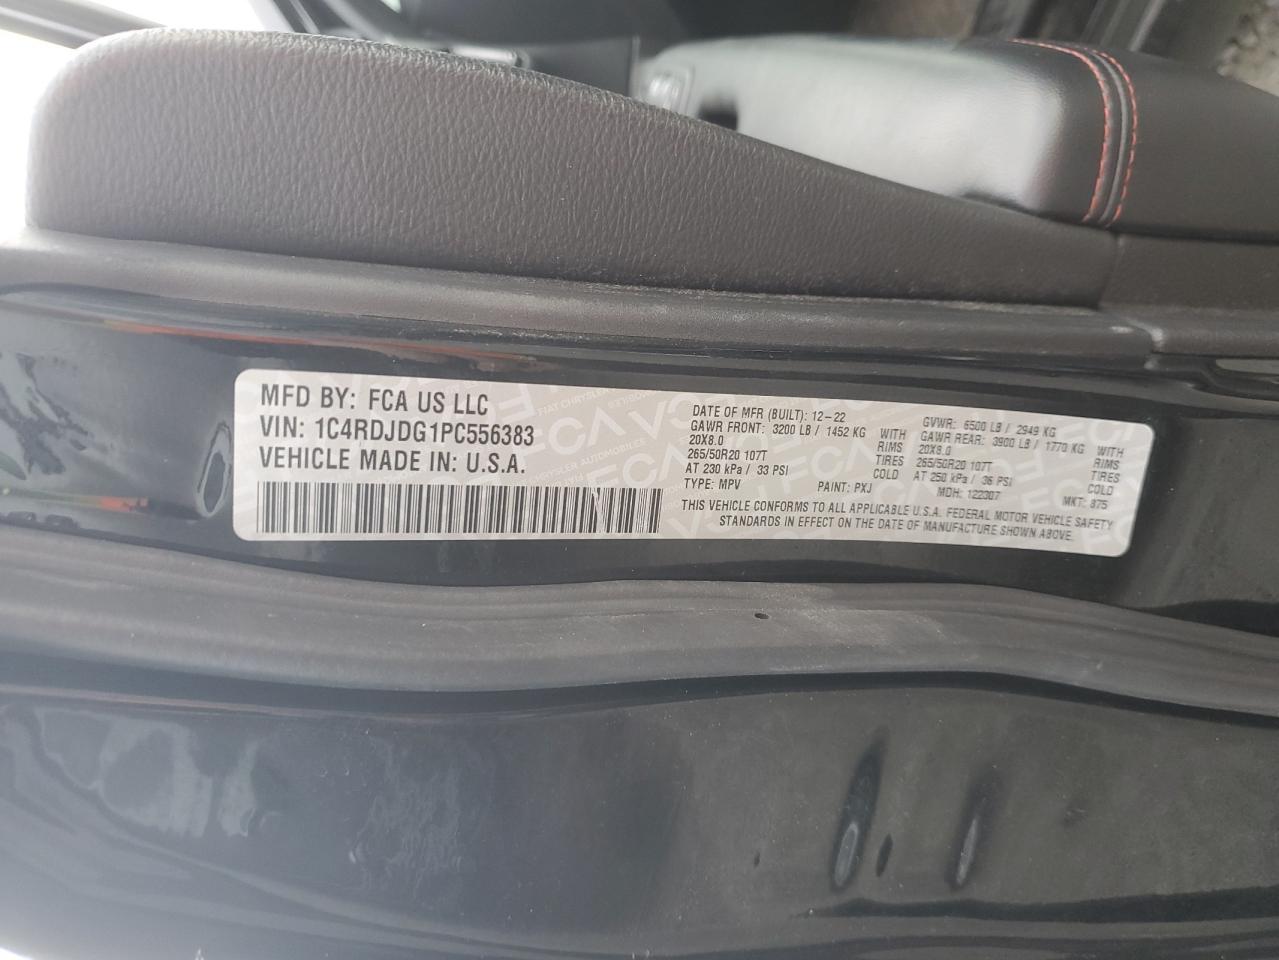 MFD BY: FCA US LLC
VIN: 1C4RDJDG1PC556383
VEHICLE MADE IN: U.S.A.
DATE OF MFR (BUILT): 12-22 GVWR: 6500 LB / 2949 KG
GAWR FRONT: 3200 LB / 1452 KG WITH GAWR REAR: 3900 LB / 1770 KG WITH
20X8.0 RIMS 20X8.0 RIMS
265/50R20 107T TIRES 265/50R20 107T TIRES
AT 230 kPa / 33 PSI COLD AT 250 kPa / 36 PSI COLD
TYPE: MPV PAINT: PXJ MDH: 122307 MKT: 875
THIS VEHICLE CONFORMS TO ALL APPLICABLE U.S.A. FEDERAL MOTOR VEHICLE SAFETY
STANDARDS IN EFFECT ON THE DATE OF MANUFACTURE SHOWN ABOVE.